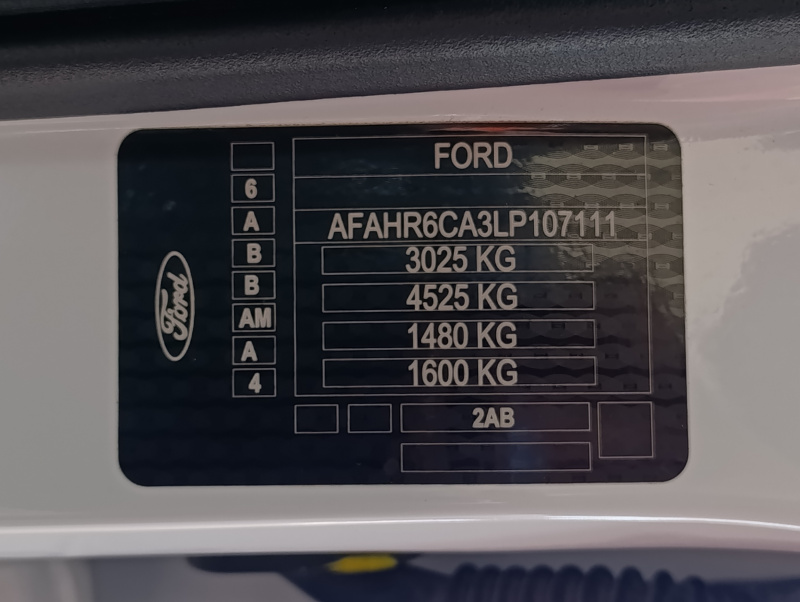 FORD
6
A
AFAHR6CA3LP107111
B
3025 KG
B
4525 KG
AM
1480 KG
A
1600 KG
4
2AB
Ford